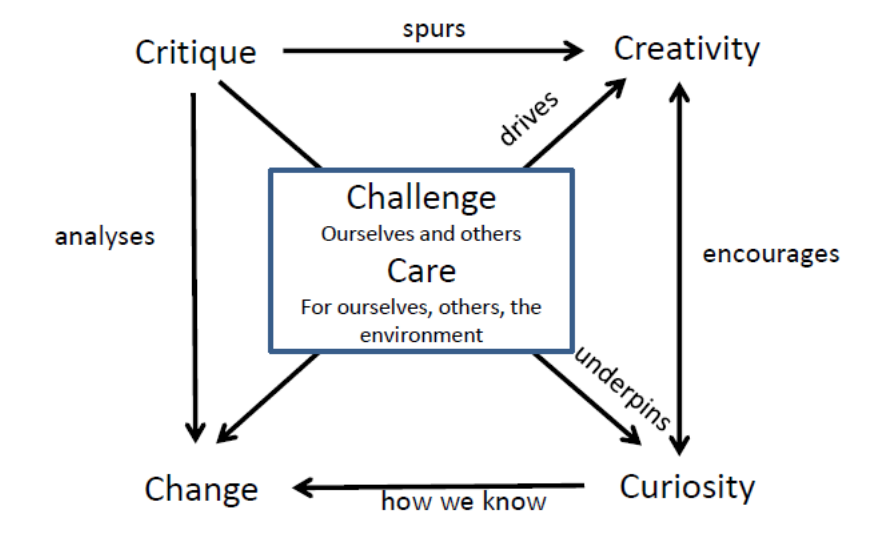 spurs
Critique
Creativity
drives
Challenge
Ourselves and others
analyses
Care
encourages
For ourselves, others, the
environment
underpins
Change
how we know
Curiosity